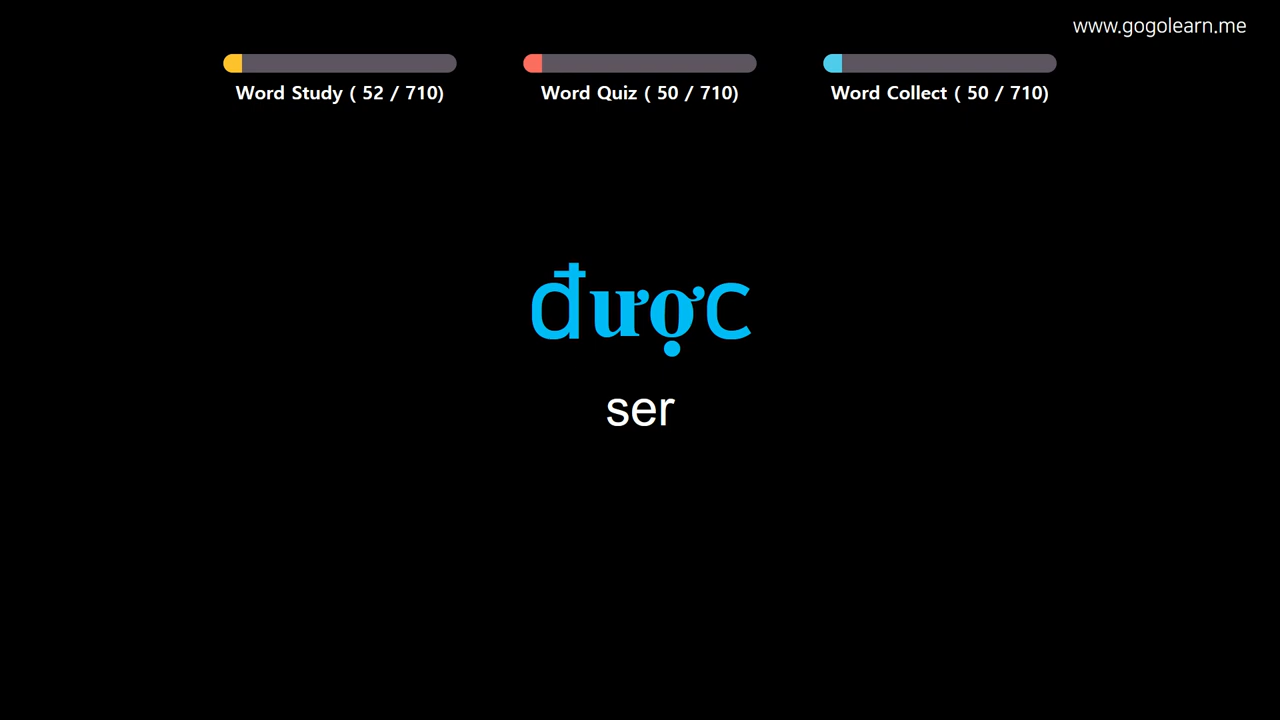 www.gogolearn.me
Word Study ( 52 / 710)
Word Quiz ( 50 / 710)
Word Collect ( 50 / 710)
được
ser